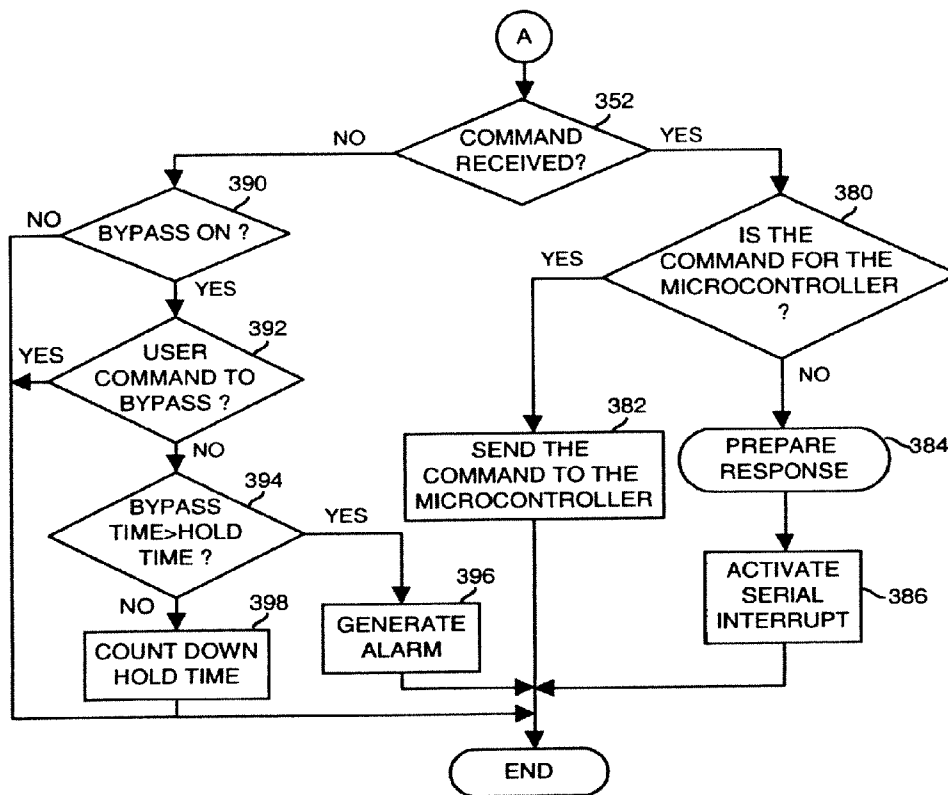 A
352
NO
COMMAND
RECEIVED?
YES
390
NO
BYPASS ON ?
YES
380
IS THE
COMMAND FOR THE
MICROCONTROLLER
?
YES
NO
392
YES
USER
COMMAND TO
BYPASS ?
NO
382
SEND THE
COMMAND TO THE
MICROCONTROLLER
PREPARE
RESPONSE
384
394
BYPASS
TIME>HOLD
TIME ?
YES
NO
398
COUNT DOWN
HOLD TIME
396
GENERATE
ALARM
ACTIVATE
SERIAL
INTERRUPT
386
END